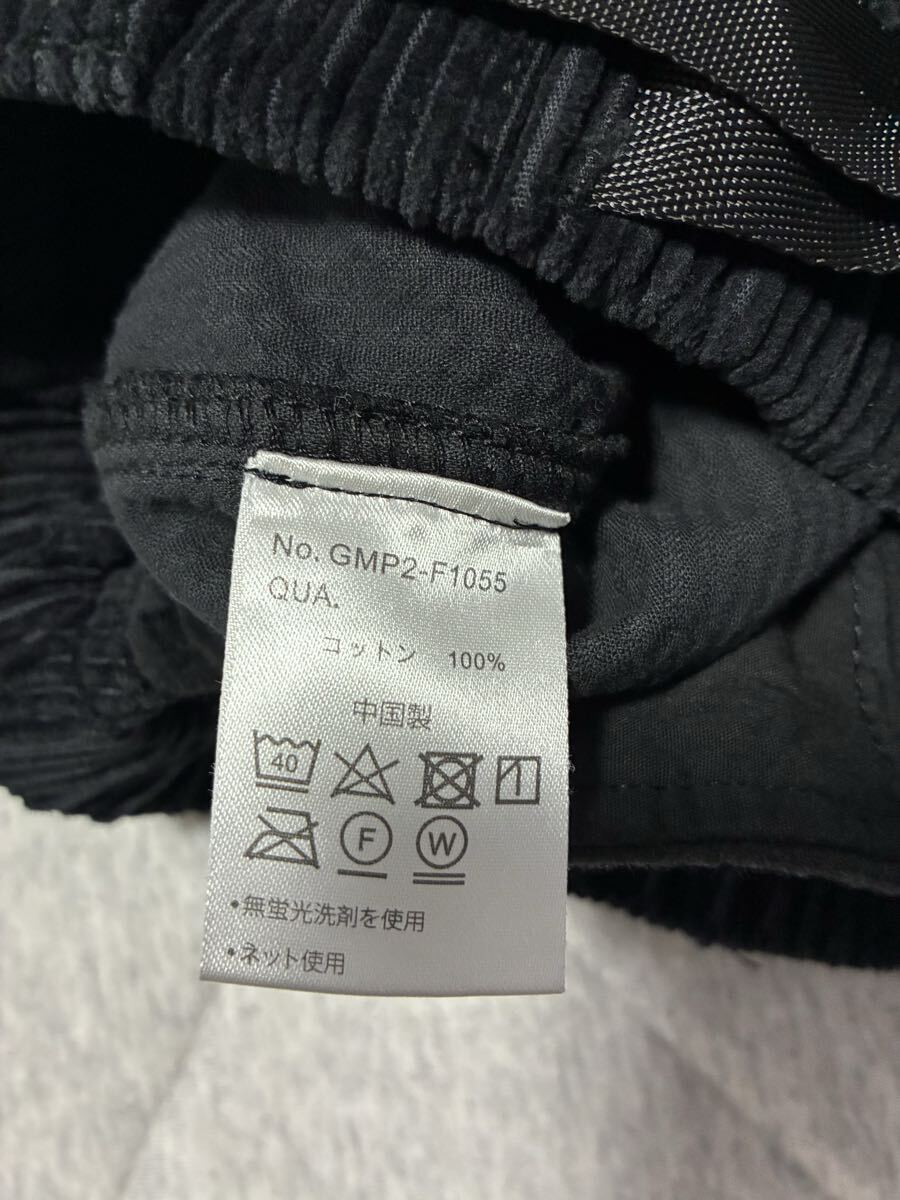 No. GMP2-F1055
QUA.
コットン 100%
中国製
40
F W
・無蛍光洗剤を使用
・ネット使用